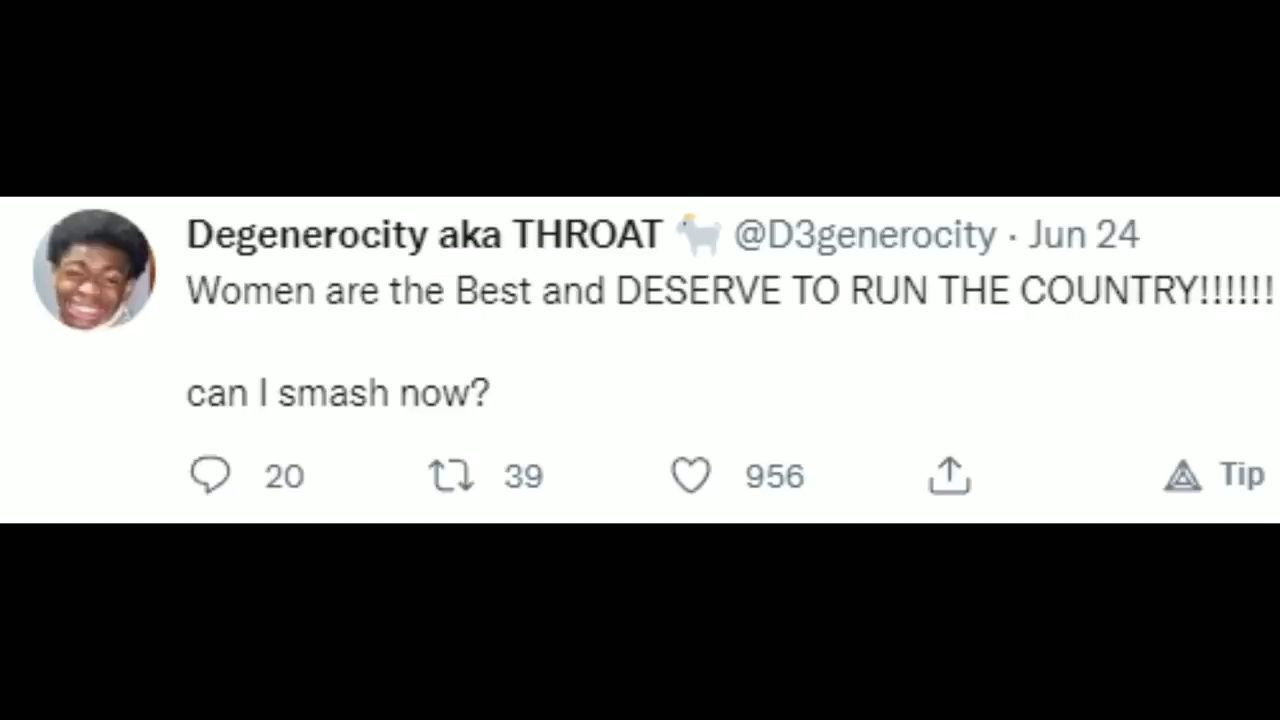 Degenerocity aka THROAT 🐐 @D3generocity · Jun 24
Women are the Best and DESERVE TO RUN THE COUNTRY!!!!!!
can I smash now?
20 39 956 Tip